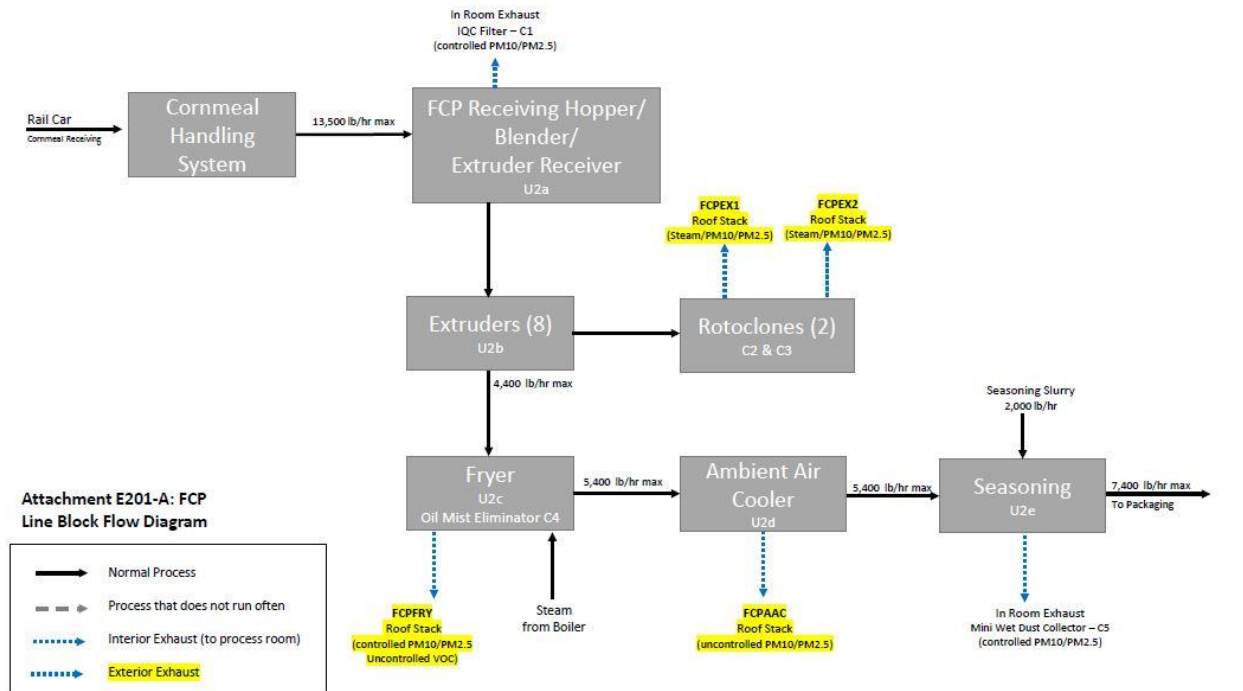 In Room Exhaust
IQC Filter – C1
(controlled PM10/PM2.5)
Rail Car
Cornmeal Receiving
Cornmeal
Handling
System
13,500 lb/hr max
FCP Receiving Hopper/
Blender/
Extruder Receiver
U2a
FCPEX1
Roof Stack
(Steam/PM10/PM2.5)
FCPEX2
Roof Stack
(Steam/PM10/PM2.5)
Extruders (8)
U2b
Rotoclones (2)
C2 & C3
4,400 lb/hr max
Seasoning Slurry
2,000 lb/hr
Fryer
U2c
Oil Mist Eliminator C4
5,400 lb/hr max
Ambient Air
Cooler
U2d
5,400 lb/hr max
Seasoning
U2e
7,400 lb/hr max
To Packaging
FCPFRY
Roof Stack
(controlled PM10/PM2.5
Uncontrolled VOC)
Steam
from Boiler
FCPAAC
Roof Stack
(uncontrolled PM10/PM2.5)
In Room Exhaust
Mini Wet Dust Collector – C5
(controlled PM10/PM2.5)
Attachment E201-A: FCP
Line Block Flow Diagram
Normal Process
Process that does not run often
Interior Exhaust (to process room)
Exterior Exhaust